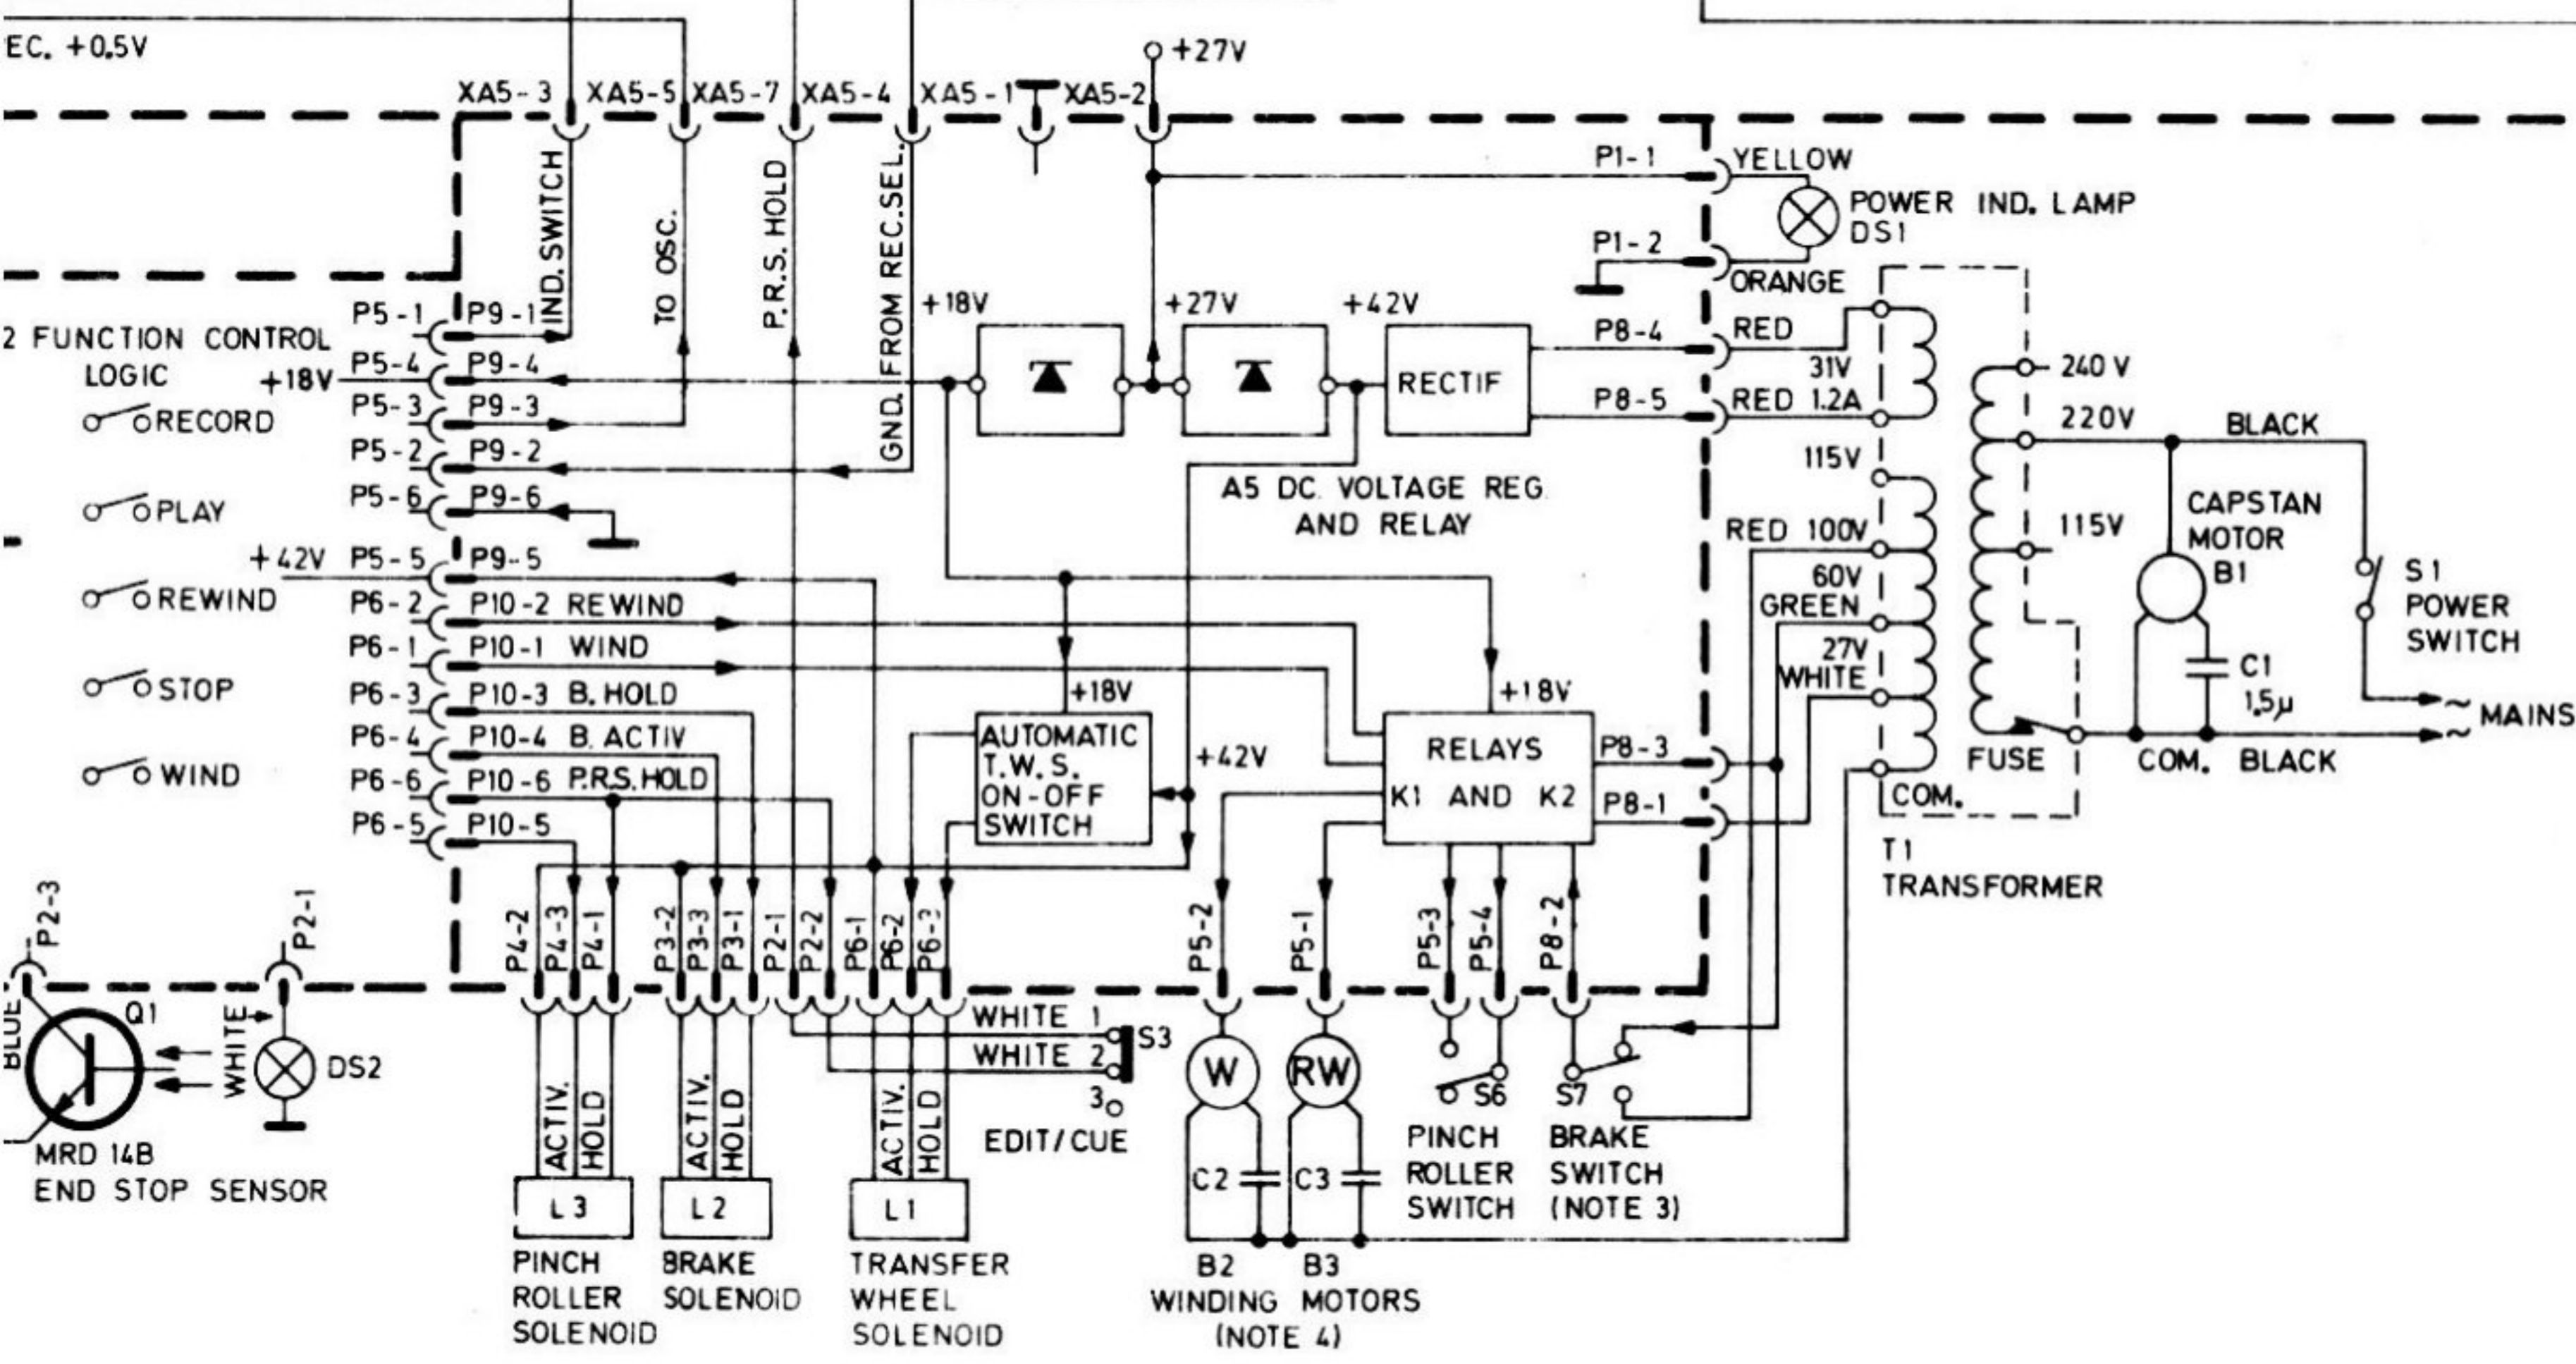 EC. +0.5V
+27V
XA5-3
XA5-5
XA5-7
XA5-4
XA5-1
XA5-2
IND. SWITCH
TO OSC.
P.R.S. HOLD
GND. FROM REC.SEL.
P1-1
YELLOW
POWER IND. LAMP
DS1
P1-2
ORANGE
+18V
+27V
+42V
P5-1
P9-1
2 FUNCTION CONTROL
LOGIC
+18V
P5-4
P9-4
RECORD
P5-3
P9-3
P5-2
P9-2
PLAY
P5-6
P9-6
+42V
P5-5
P9-5
REWIND
P6-2
P10-2 REWIND
P6-1
P10-1 WIND
STOP
P6-3
P10-3 B. HOLD
P6-4
P10-4 B. ACTIV
WIND
P6-6
P10-6 P.R.S. HOLD
P6-5
P10-5
RECTIF
P8-4
RED
31V
P8-5
RED 1.2A
A5 DC. VOLTAGE REG.
AND RELAY
240 V
220V
BLACK
115V
115V
RED 100V
60V
GREEN
27V
WHITE
CAPSTAN
MOTOR
B1
C1
1,5µ
S1
POWER
SWITCH
~
~ MAINS
FUSE
COM. BLACK
COM.
T1
TRANSFORMER
+18V
AUTOMATIC
T.W.S.
ON-OFF
SWITCH
+42V
+18V
RELAYS
K1 AND K2
P8-3
P8-1
P2-3
P2-1
P4-2
P4-3
P4-1
P3-2
P3-3
P3-1
P2-1
P2-2
P6-1
P6-2
P6-3
P5-2
P5-1
P5-3
P5-4
P8-2
BLUE
Q1
WHITE
DS2
MRD 14B
END STOP SENSOR
WHITE 1
WHITE 2
3
S3
EDIT/CUE
ACTIV.
HOLD
ACTIV.
HOLD
ACTIV.
HOLD
L3
L2
L1
PINCH
ROLLER
SOLENOID
BRAKE
SOLENOID
TRANSFER
WHEEL
SOLENOID
W
RW
C2
C3
B2
B3
WINDING MOTORS
(NOTE 4)
S6
PINCH
ROLLER
SWITCH
S7
BRAKE
SWITCH
(NOTE 3)